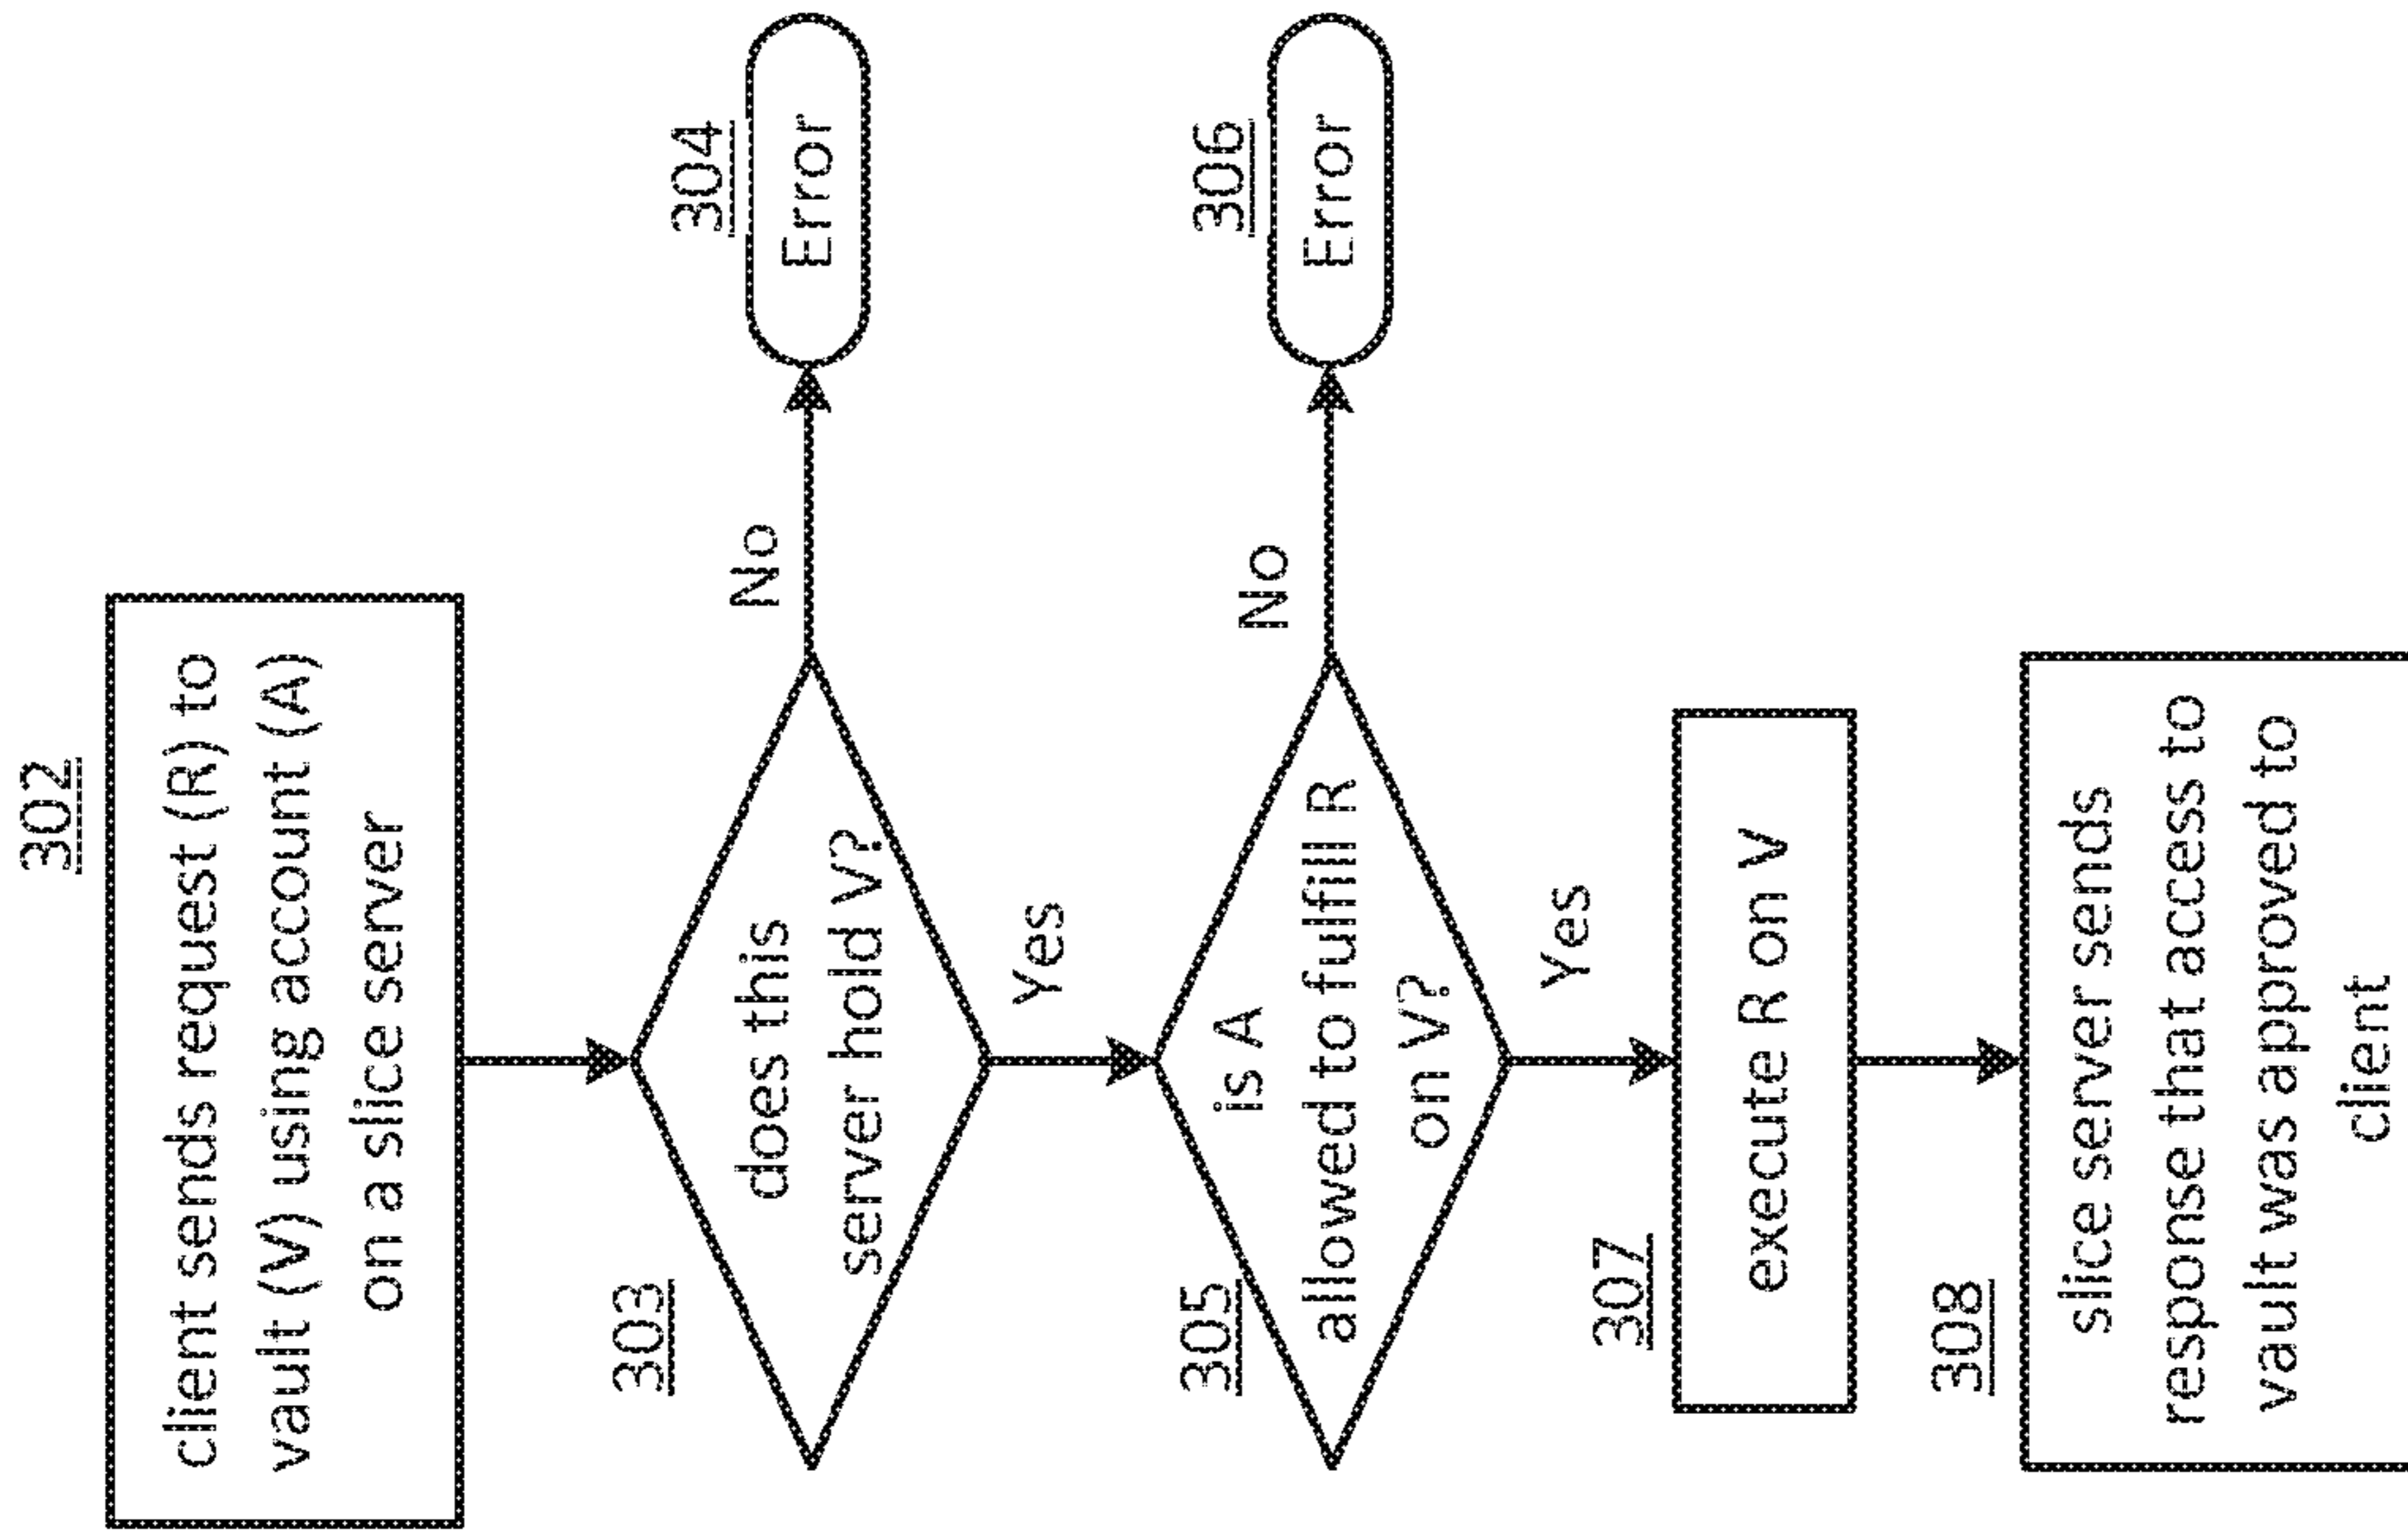 302
client sends request (R) to
vault (V) using account (A)
on a slice server
303
does this
server hold V?
No
304
Error
Yes
305
is A
allowed to fulfill R
on V?
No
306
Error
Yes
307
execute R on V
308
slice server sends
response that access to
vault was approved to
client